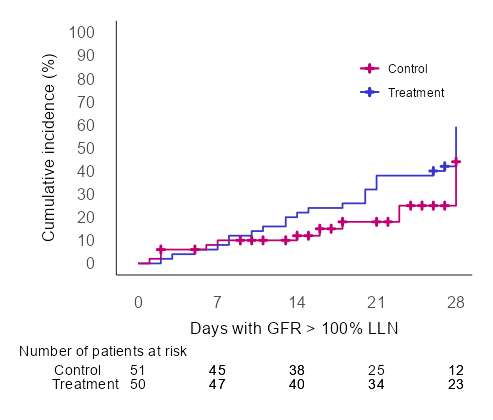 100
90
80
70
60
50
40
30
20
10
0
Cumulative incidence (%)
Control
Treatment
0 7 14 21 28
Days with GFR > 100% LLN
Number of patients at risk
Control 51 45 38 25 12
Treatment 50 47 40 34 23